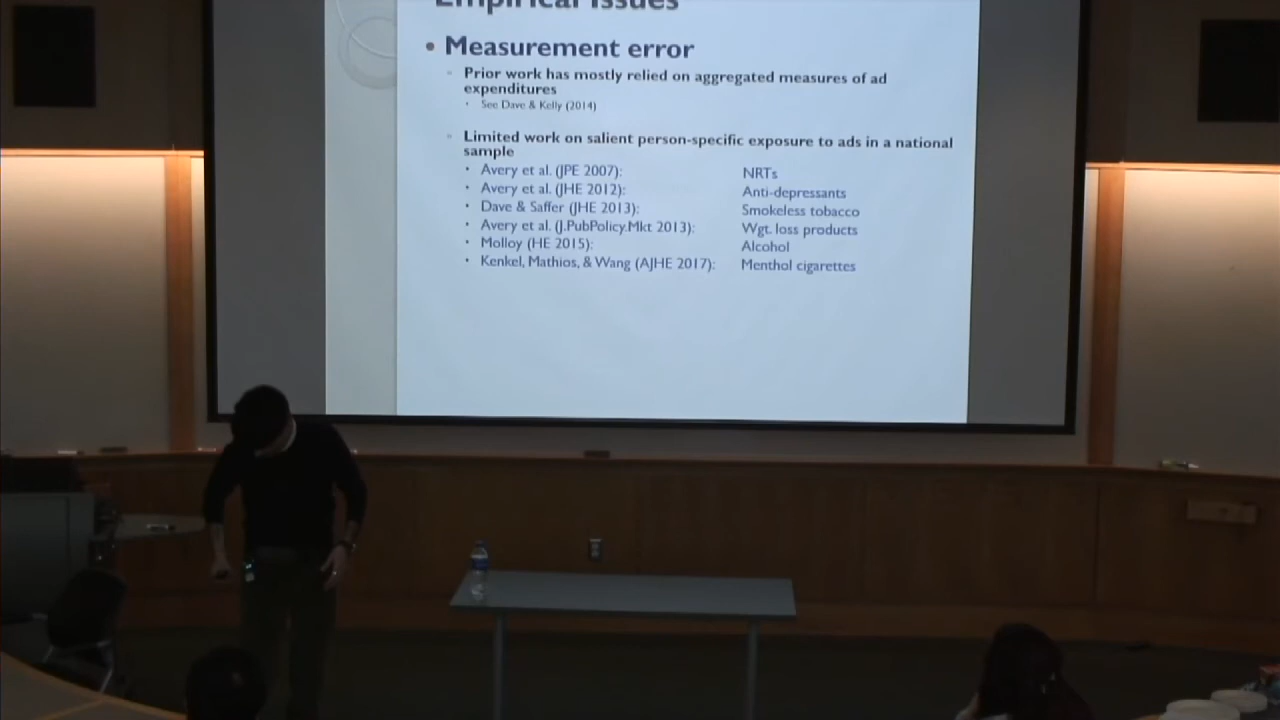 Empirical Issues
• Measurement error
Prior work has mostly relied on aggregated measures of ad
expenditures
• See Dave & Kelly (2014)
Limited work on salient person-specific exposure to ads in a national
sample
• Avery et al. (JPE 2007): NRTs
• Avery et al. (JHE 2012): Anti-depressants
• Dave & Saffer (JHE 2013): Smokeless tobacco
• Avery et al. (J.PubPolicy.Mkt 2013): Wgt. loss products
• Molloy (HE 2015): Alcohol
• Kenkel, Mathios, & Wang (AJHE 2017): Menthol cigarettes